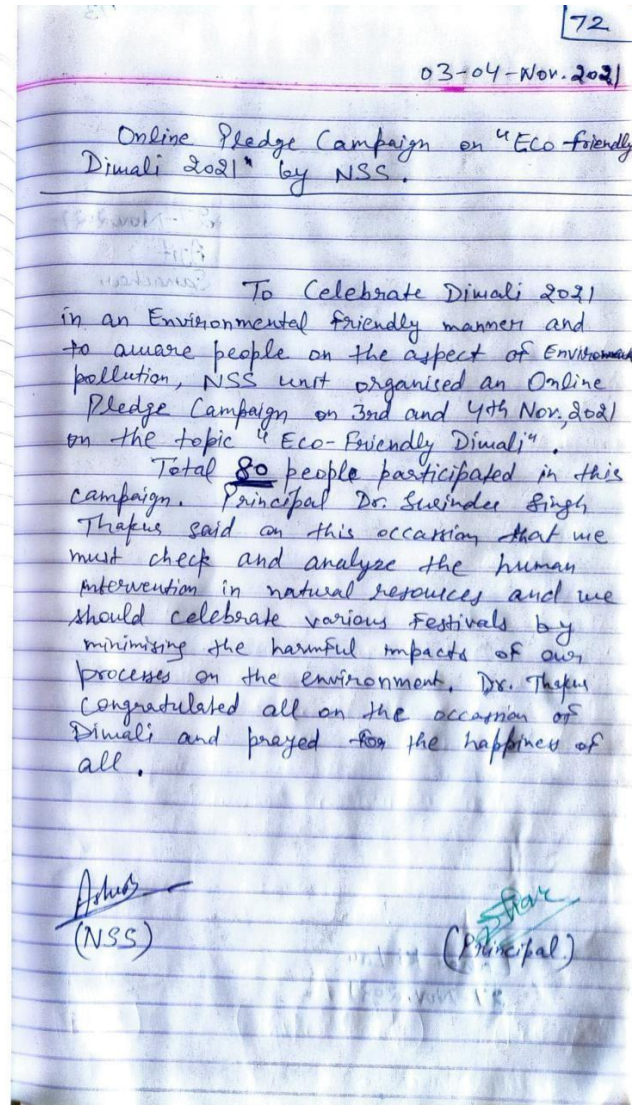 72
03-04-Nov. 2021
Online Pledge Campaign on "Eco friendly
Diwali 2021" by NSS.
To Celebrate Diwali 2021
in an Environmental friendly manner and
to aware people on the aspect of Environment
pollution, NSS unit organised an Online
Pledge Campaign on 3rd and 4th Nov, 2021
on the topic "Eco-Friendly Diwali".
Total 80 people participated in this
campaign. Principal Dr. Surinder Singh
Thakur said on this occassion that we
must check and analyze the human
intervention in natural resources and we
should celebrate various Festivals by
minimising the harmful impacts of our
processes on the environment. Dr. Thakur
Congratulated all on the occassion of
Diwali and prayed for the happiness of
all.
(NSS)
(Principal)